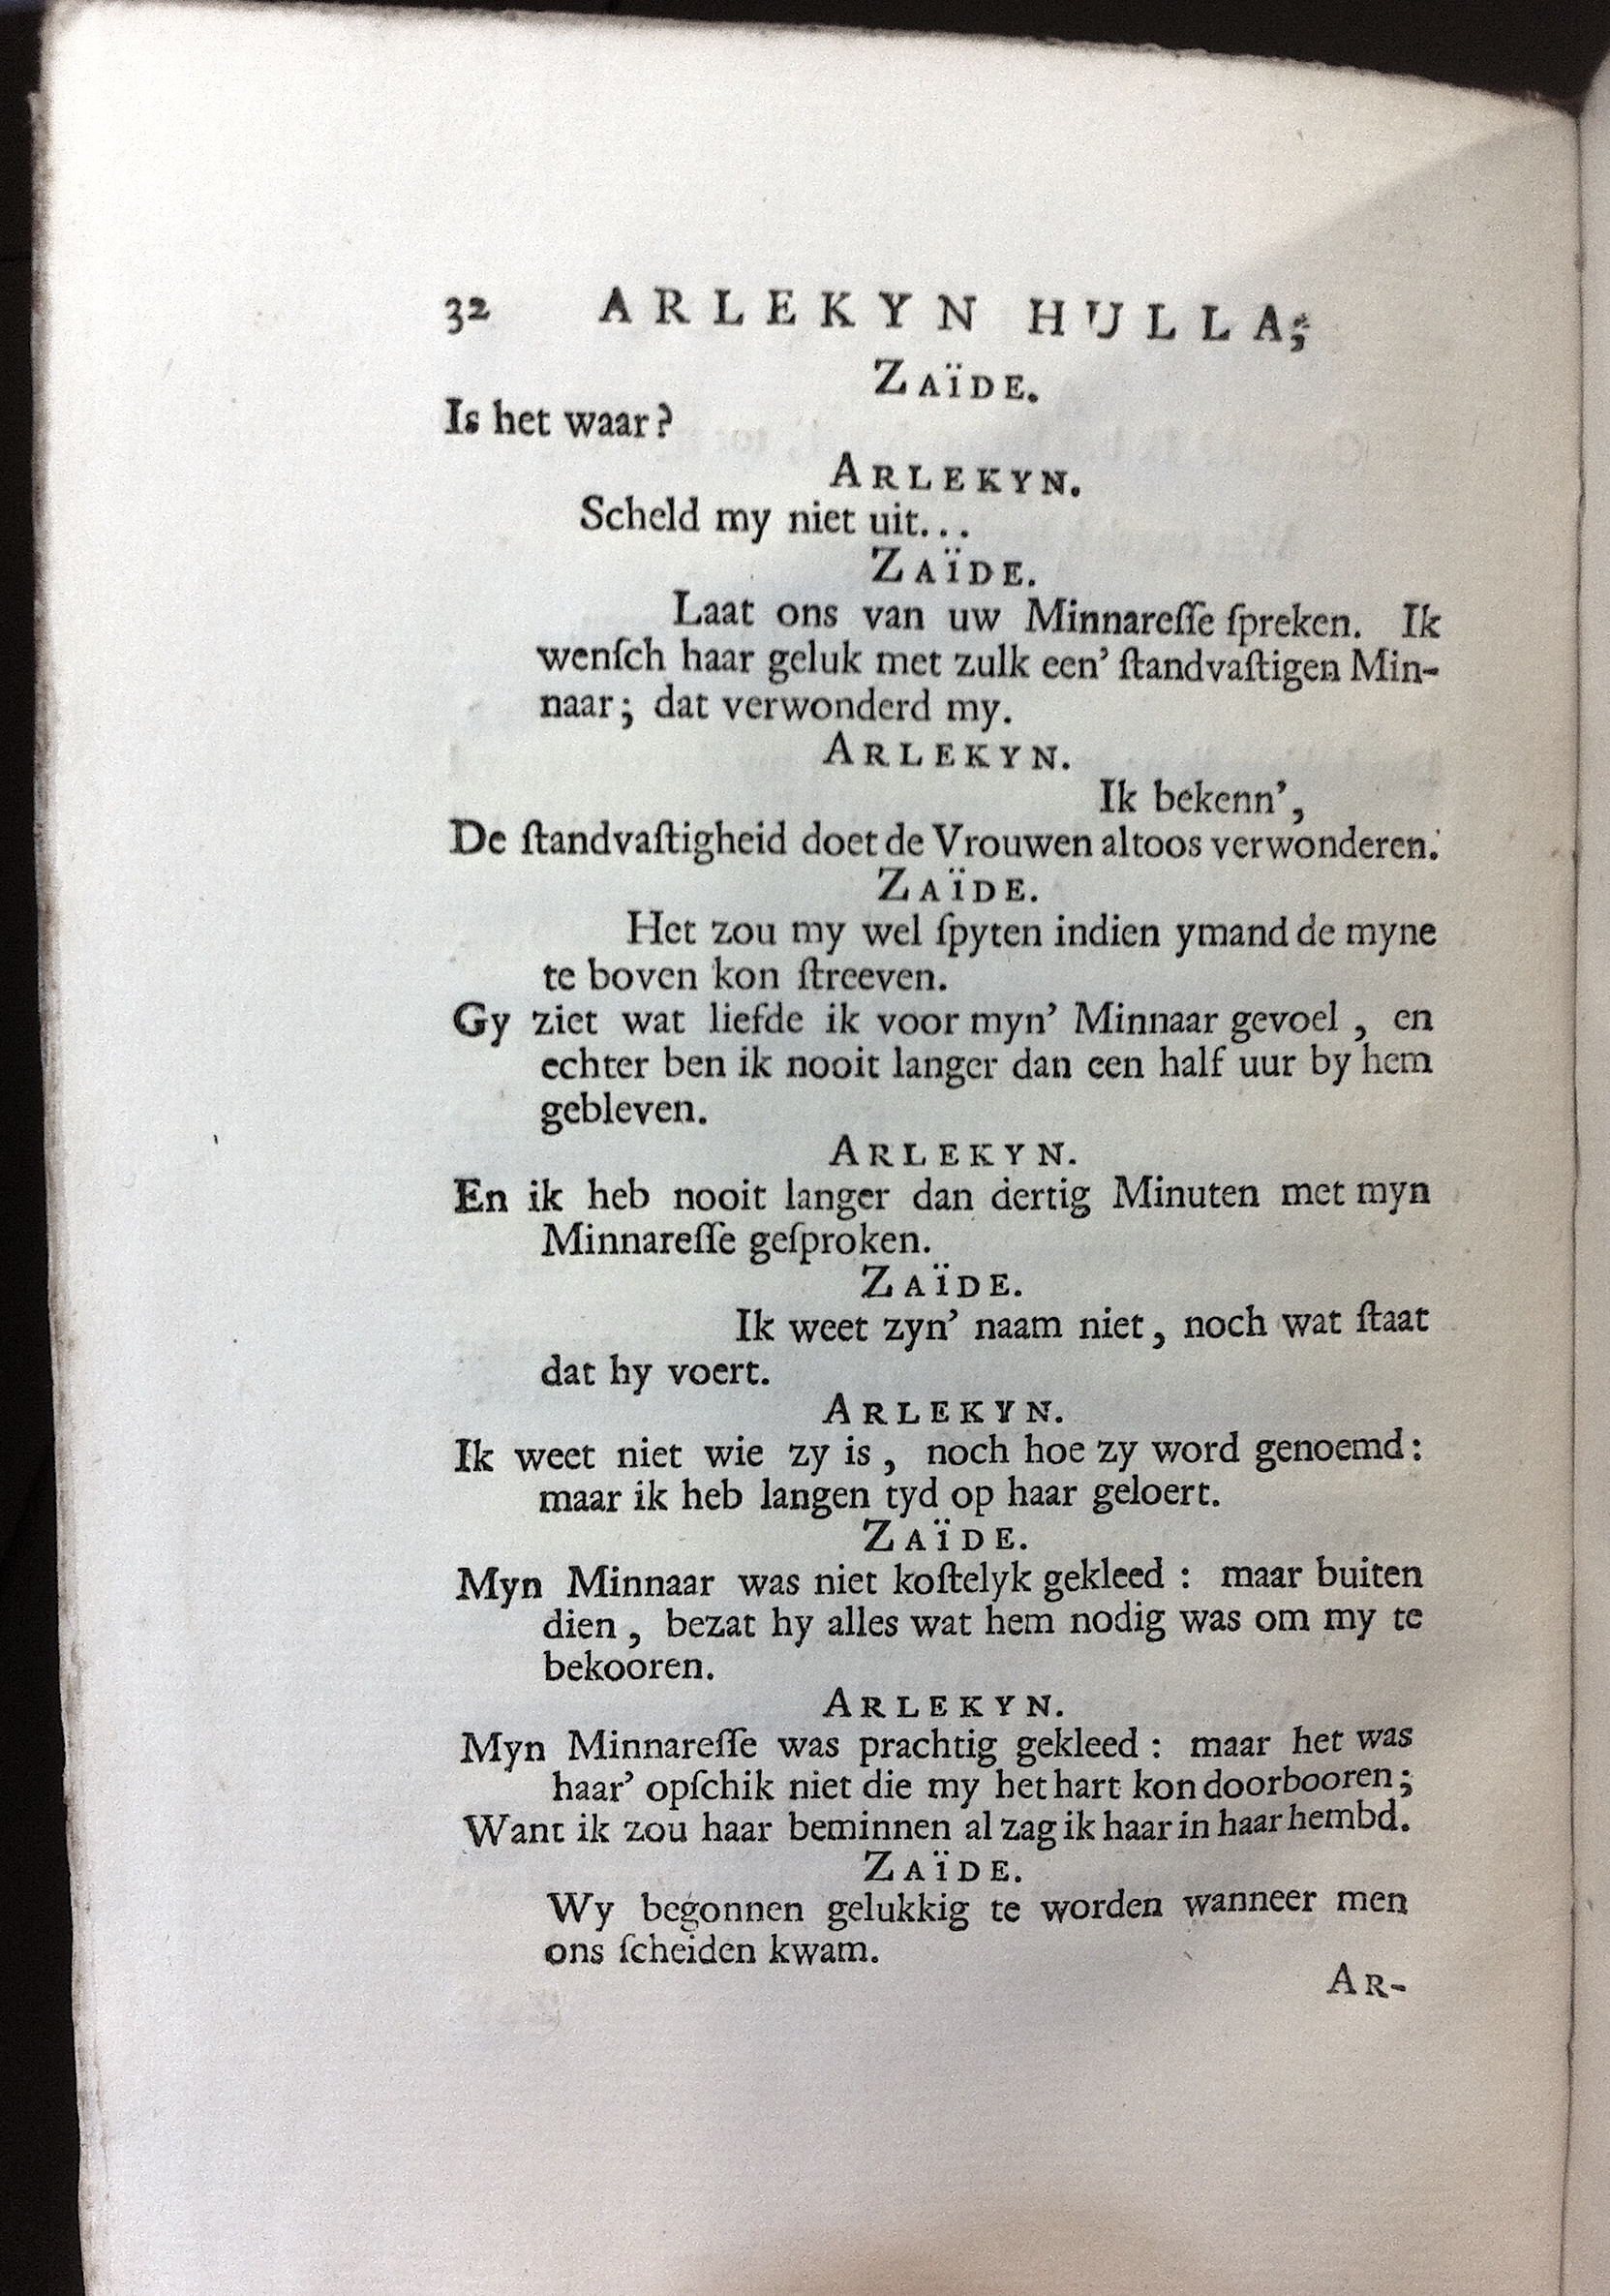 32 ARLEKYN HULLA;
ZAÏDE.
Is het waar?
ARLEKYN.
Scheld my niet uit...
ZAÏDE.
Laat ons van uw Minnareſſe ſpreken. Ik
wenſch haar geluk met zulk een’ ſtandvaſtigen Min-
naar; dat verwonderd my.
ARLEKYN.
Ik bekenn’,
De ſtandvaſtigheid doet de Vrouwen altoos verwonderen.
ZAÏDE.
Het zou my wel ſpyten indien ymand de myne
te boven kon ſtreeven.
Gy ziet wat liefde ik voor myn’ Minnaar gevoel, en
echter ben ik nooit langer dan een half uur by hem
gebleven.
ARLEKYN.
En ik heb nooit langer dan dertig Minuten met myn
Minnareſſe geſproken.
ZAÏDE.
Ik weet zyn’ naam niet, noch wat ſtaat
dat hy voert.
ARLEKYN.
Ik weet niet wie zy is, noch hoe zy word genoemd:
maar ik heb langen tyd op haar geloert.
ZAÏDE.
Myn Minnaar was niet koſtelyk gekleed: maar buiten
dien, bezat hy alles wat hem nodig was om my te
bekooren.
ARLEKYN.
Myn Minnareſſe was prachtig gekleed: maar het was
haar’ opſchik niet die my het hart kon doorbooren;
Want ik zou haar beminnen al zag ik haar in haar hembd.
ZAÏDE.
Wy begonnen gelukkig te worden wanneer men
ons ſcheiden kwam.
AR-